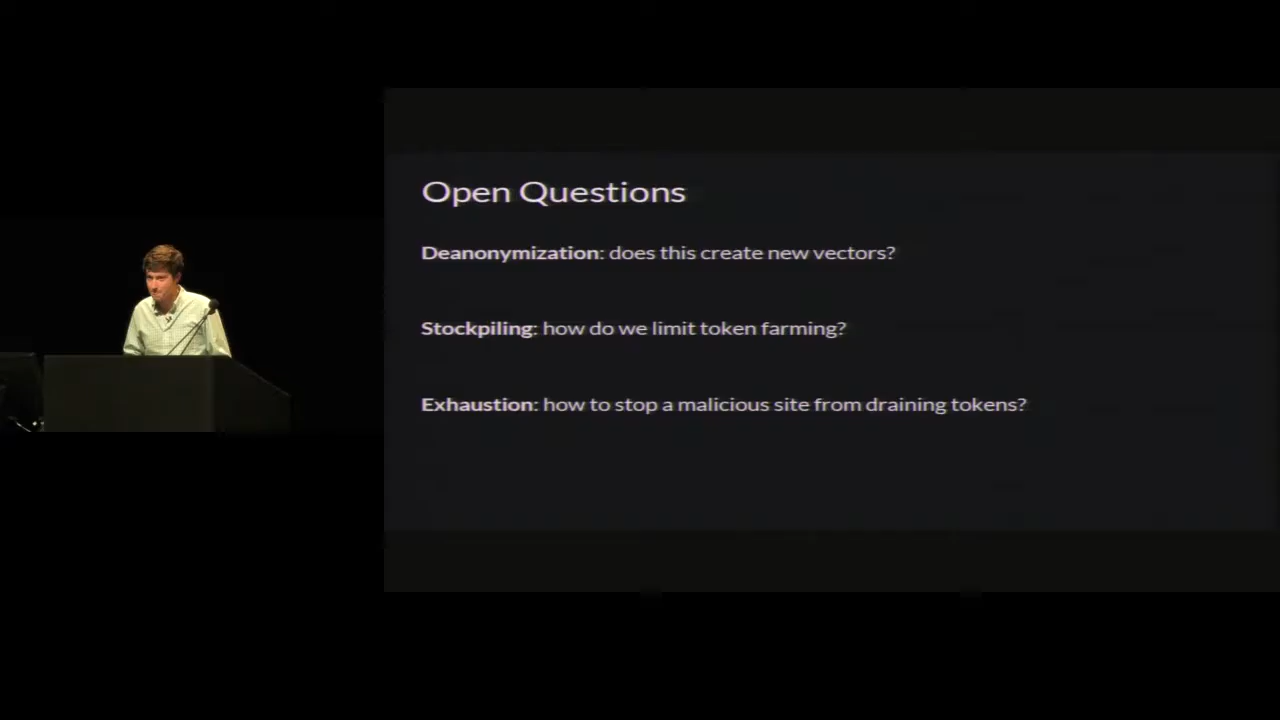 Open Questions
Deanonymization: does this create new vectors?
Stockpiling: how do we limit token farming?
Exhaustion: how to stop a malicious site from draining tokens?